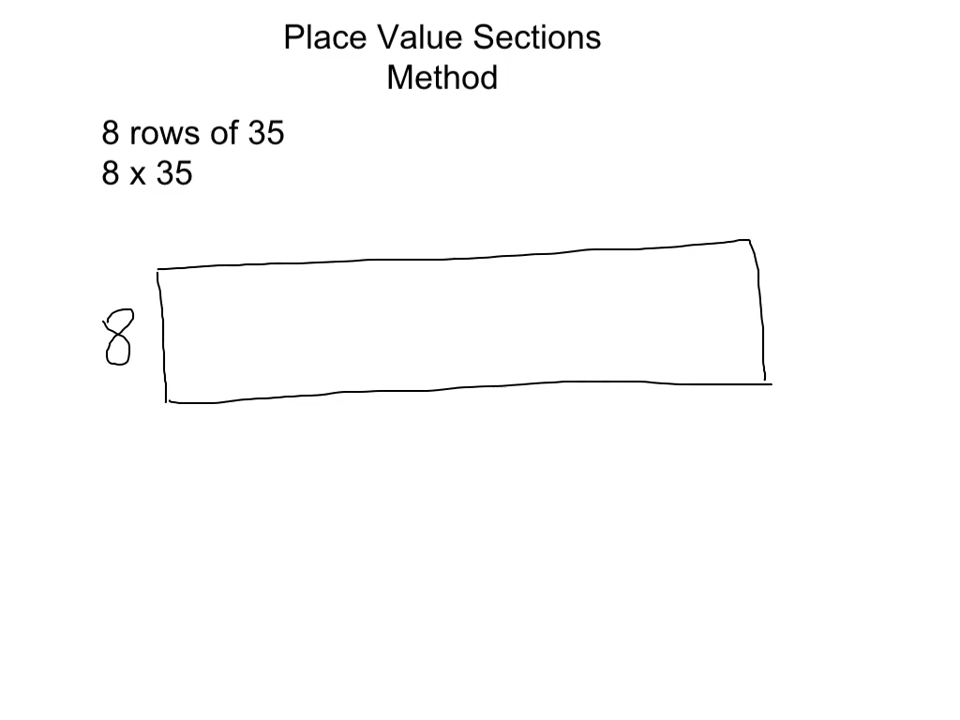 Place Value Sections
Method
8 rows of 35
8 x 35
8